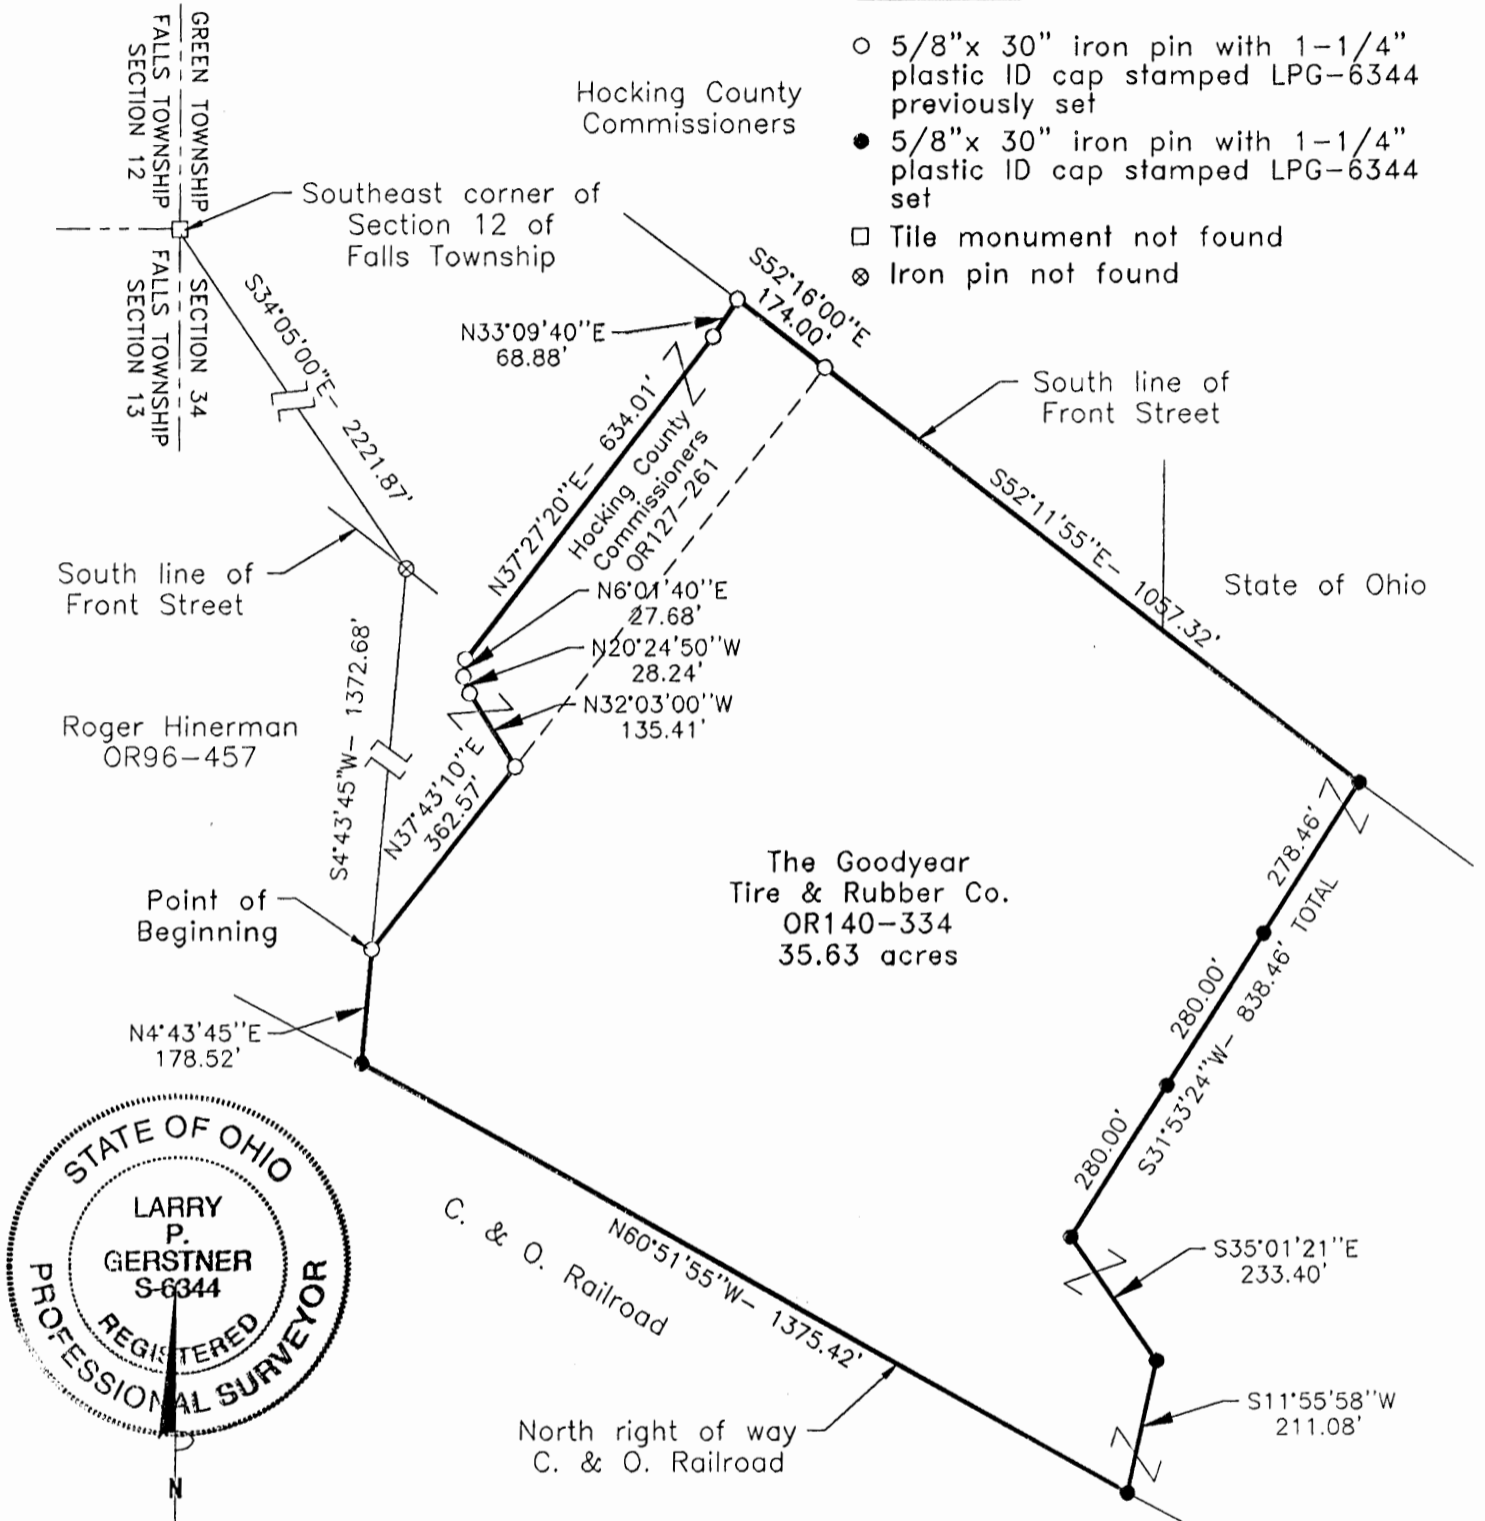 GREEN TOWNSHIP
FALLS TOWNSHIP
SECTION 12
SECTION 34
FALLS TOWNSHIP
SECTION 13
Hocking County
Commissioners
○ 5/8"x 30" iron pin with 1-1/4"
plastic ID cap stamped LPG-6344
previously set
● 5/8"x 30" iron pin with 1-1/4"
plastic ID cap stamped LPG-6344
set
□ Tile monument not found
⊗ Iron pin not found
Southeast corner of
Section 12 of
Falls Township
S34°05'00"E- 2221.87'
N33°09'40"E
68.88'
S52°16'00"E
174.00'
South line of
Front Street
N37°27'20"E- 634.01'
Hocking County
Commissioners
OR127-261
S52°11'55"E- 1057.32'
State of Ohio
South line of
Front Street
N6°01'40"E
27.68'
N20°24'50"W
28.24'
N32°03'00"W
135.41'
S4°43'45"W- 1372.68'
Roger Hinerman
OR96-457
N37°43'10"E
362.57'
The Goodyear
Tire & Rubber Co.
OR140-334
35.63 acres
278.46'
280.00'
280.00'
S31°53'24"W- 838.46' TOTAL
Point of
Beginning
N4°43'45"E
178.52'
C. & O. Railroad
N60°51'55"W- 1375.42'
S35°01'21"E
233.40'
S11°55'58"W
211.08'
North right of way
C. & O. Railroad
STATE OF OHIO
LARRY
P.
GERSTNER
S-6344
REGISTERED
PROFESSIONAL SURVEYOR
N